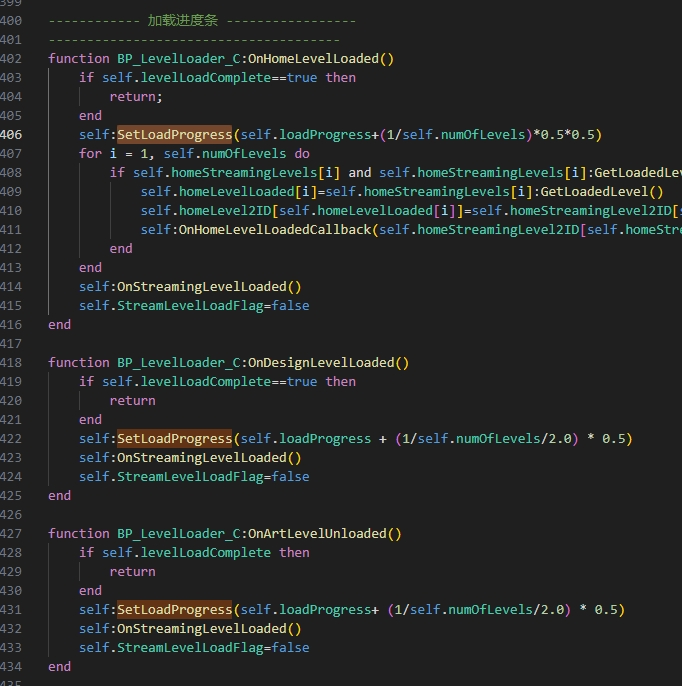 399
400 ------------ 加载进度条 -----------------
401 --------------------------------------
402 function BP_LevelLoader_C:OnHomeLevelLoaded()
403 if self.levelLoadComplete==true then
404 return;
405 end
406 self:SetLoadProgress(self.loadProgress+(1/self.numOfLevels)*0.5*0.5)
407 for i = 1, self.numOfLevels do
408 if self.homeStreamingLevels[i] and self.homeStreamingLevels[i]:GetLoadedLev
409 self.homeLevelLoaded[i]=self.homeStreamingLevels[i]:GetLoadedLevel()
410 self.homeLevel2ID[self.homeLevelLoaded[i]]=self.homeStreamingLevel2ID[s
411 self:OnHomeLevelLoadedCallback(self.homeStreamingLevel2ID[self.homeStre
412 end
413 end
414 self:OnStreamingLevelLoaded()
415 self.StreamLevelLoadFlag=false
416 end
417
418 function BP_LevelLoader_C:OnDesignLevelLoaded()
419 if self.levelLoadComplete==true then
420 return
421 end
422 self:SetLoadProgress(self.loadProgress + (1/self.numOfLevels/2.0) * 0.5)
423 self:OnStreamingLevelLoaded()
424 self.StreamLevelLoadFlag=false
425 end
426
427 function BP_LevelLoader_C:OnArtLevelUnloaded()
428 if self.levelLoadComplete then
429 return
430 end
431 self:SetLoadProgress(self.loadProgress+ (1/self.numOfLevels/2.0) * 0.5)
432 self:OnStreamingLevelLoaded()
433 self.StreamLevelLoadFlag=false
434 end
435